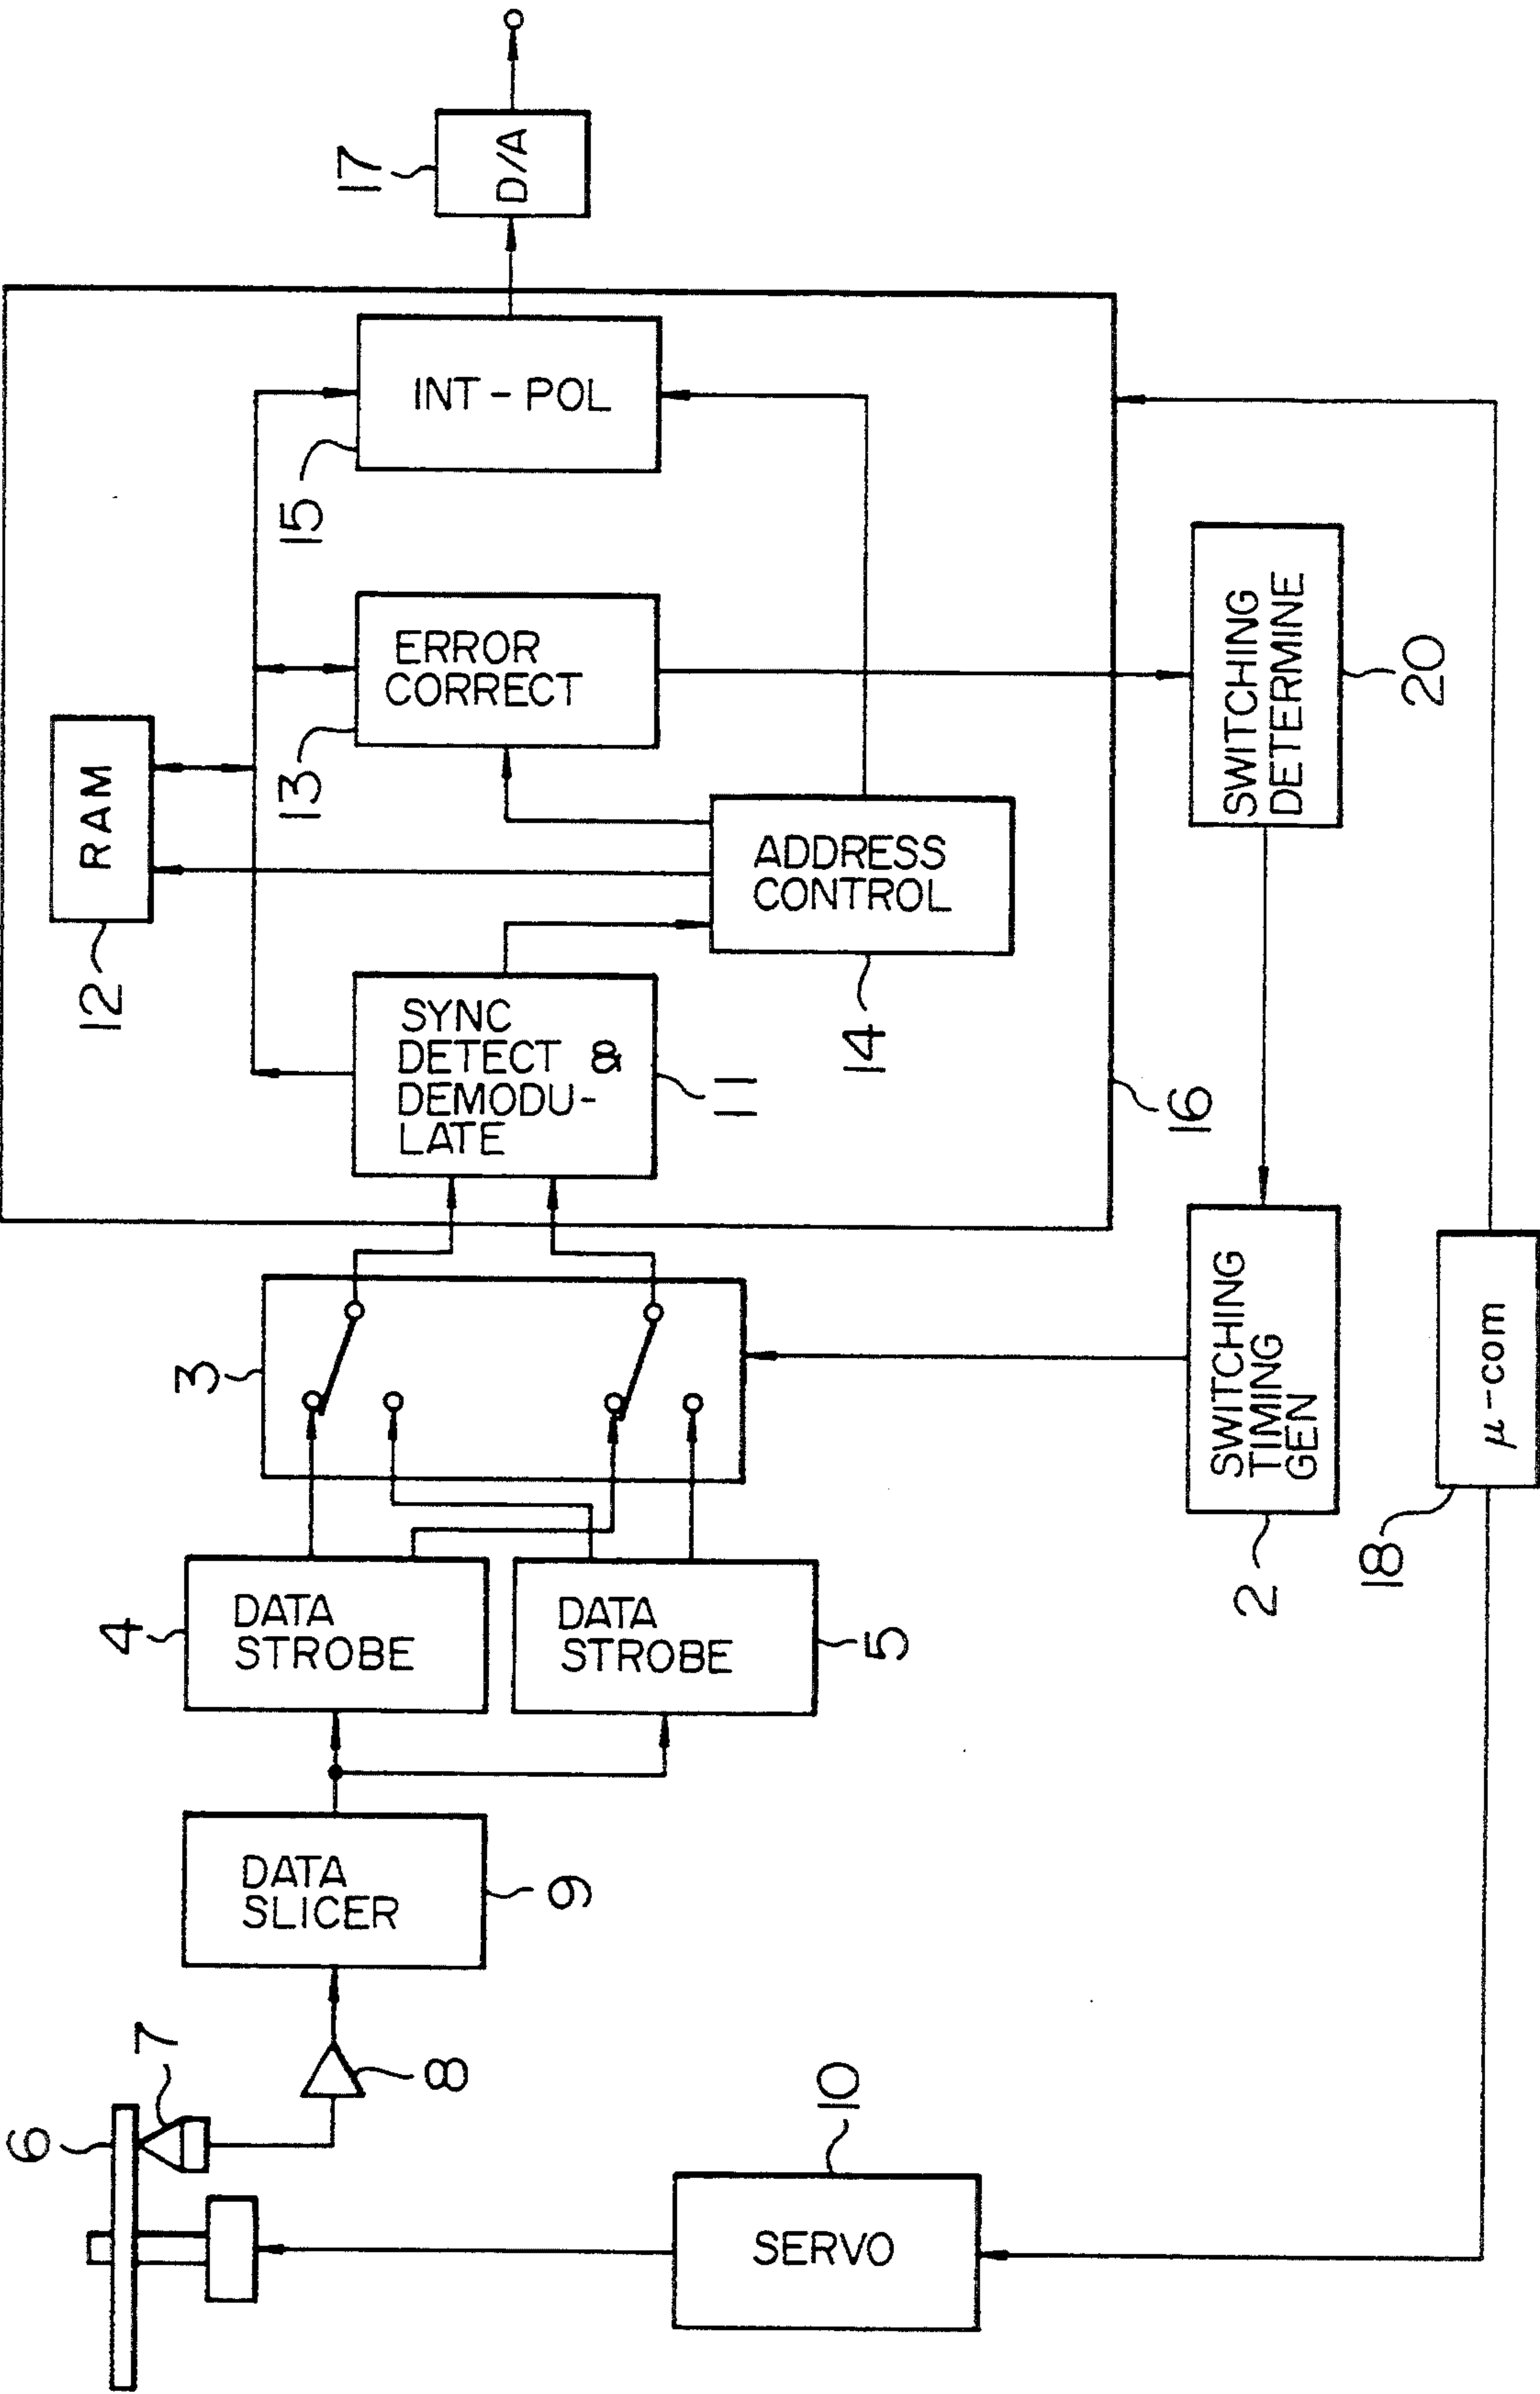 17
D/A
INT-POL
15
ERROR
CORRECT
13
RAM
12
ADDRESS
CONTROL
14
SYNC
DETECT &
DEMODU-
LATE
11
16
SWITCHING
DETERMINE
20
3
SWITCHING
TIMING
GEN
2
μ-com
18
4
DATA
STROBE
DATA
STROBE
5
DATA
SLICER
9
7
8
6
10
SERVO